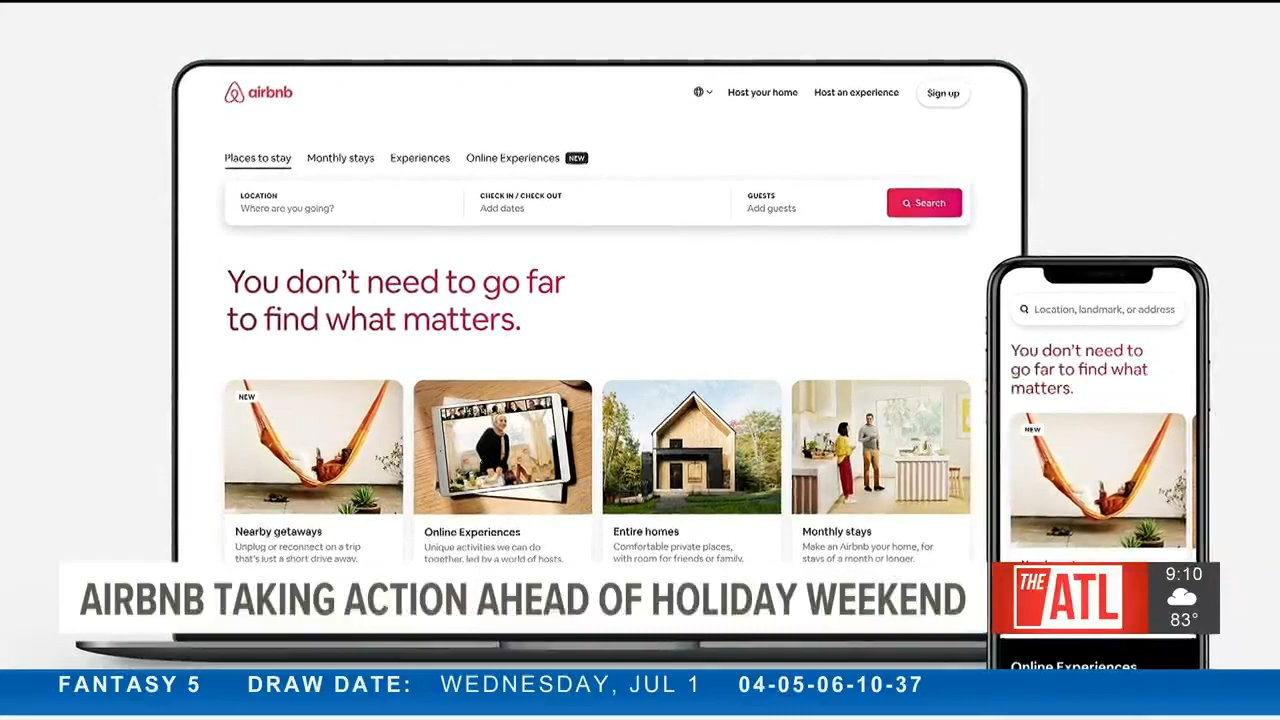 airbnb
Host your home
Host an experience
Sign up
Places to stay
Monthly stays
Experiences
Online Experiences NEW
LOCATION
Where are you going?
CHECK IN / CHECK OUT
Add dates
GUESTS
Add guests
Search
You don't need to go far
to find what matters.
NEW
Nearby getaways
Unplug or reconnect on a trip
that's just a short drive away.
Online Experiences
Unique activities we can do
together, led by a world of hosts.
Entire homes
Comfortable private places,
with room for friends or family.
Monthly stays
Make an Airbnb your home, for
stays of a month or longer.
Location, landmark, or address
You don't need to
go far to find what
matters.
NEW
Online Experiences
AIRBNB TAKING ACTION AHEAD OF HOLIDAY WEEKEND
THE ATL
9:10
83°
FANTASY 5 DRAW DATE: WEDNESDAY, JUL 1 04-05-06-10-37